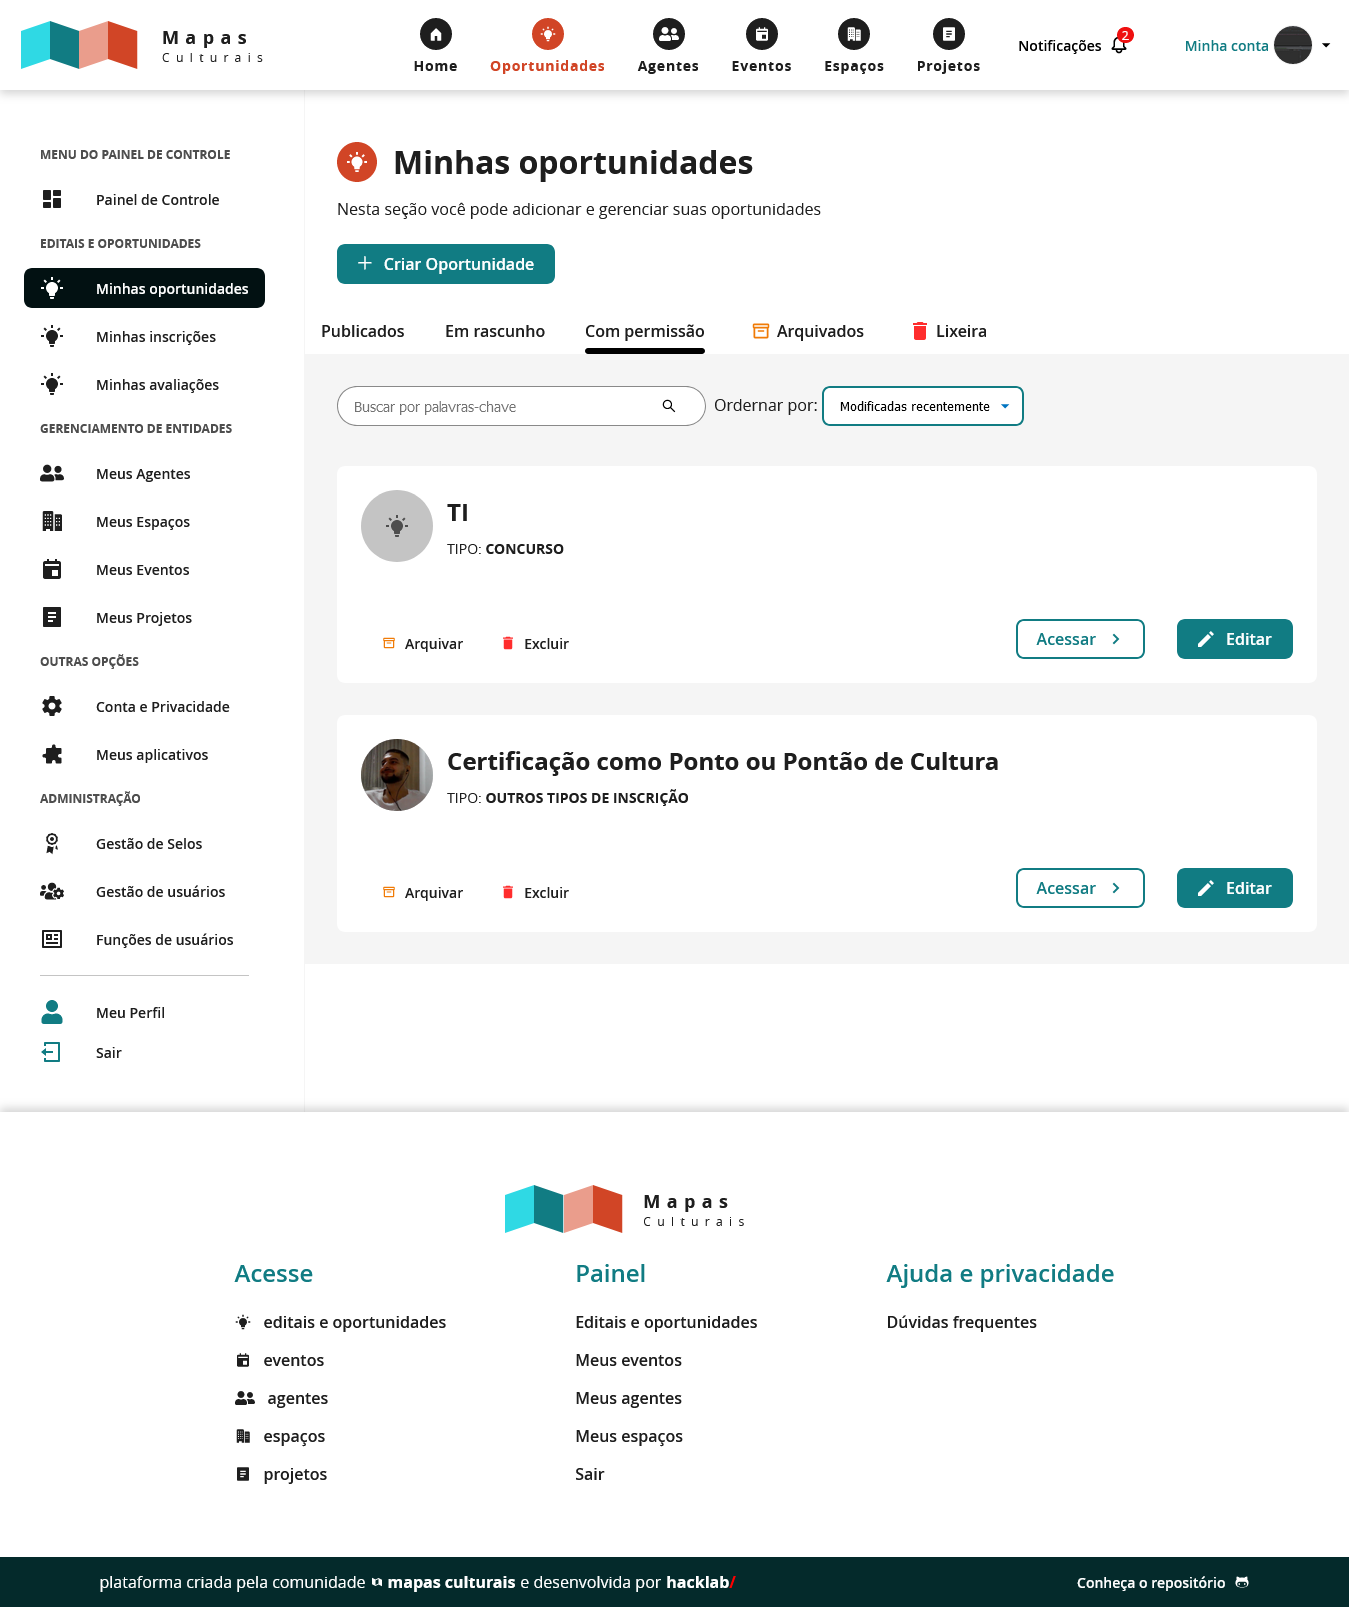 Mapas
Culturais
Home
Oportunidades
Agentes
Eventos
Espaços
Projetos
Notificações
2
Minha conta
MENU DO PAINEL DE CONTROLE
Painel de Controle
EDITAIS E OPORTUNIDADES
Minhas oportunidades
Minhas inscrições
Minhas avaliações
GERENCIAMENTO DE ENTIDADES
Meus Agentes
Meus Espaços
Meus Eventos
Meus Projetos
OUTRAS OPÇÕES
Conta e Privacidade
Meus aplicativos
ADMINISTRAÇÃO
Gestão de Selos
Gestão de usuários
Funções de usuários
Meu Perfil
Sair
Minhas oportunidades
Nesta seção você pode adicionar e gerenciar suas oportunidades
Criar Oportunidade
Publicados
Em rascunho
Com permissão
Arquivados
Lixeira
Buscar por palavras-chave
Ordernar por:
Modificadas recentemente
TI
TIPO: CONCURSO
Arquivar
Excluir
Acessar
Editar
Certificação como Ponto ou Pontão de Cultura
TIPO: OUTROS TIPOS DE INSCRIÇÃO
Arquivar
Excluir
Acessar
Editar
Mapas
Culturais
Acesse
editais e oportunidades
eventos
agentes
espaços
projetos
Painel
Editais e oportunidades
Meus eventos
Meus agentes
Meus espaços
Sair
Ajuda e privacidade
Dúvidas frequentes
plataforma criada pela comunidade mapas culturais e desenvolvida por hacklab/
Conheça o repositório